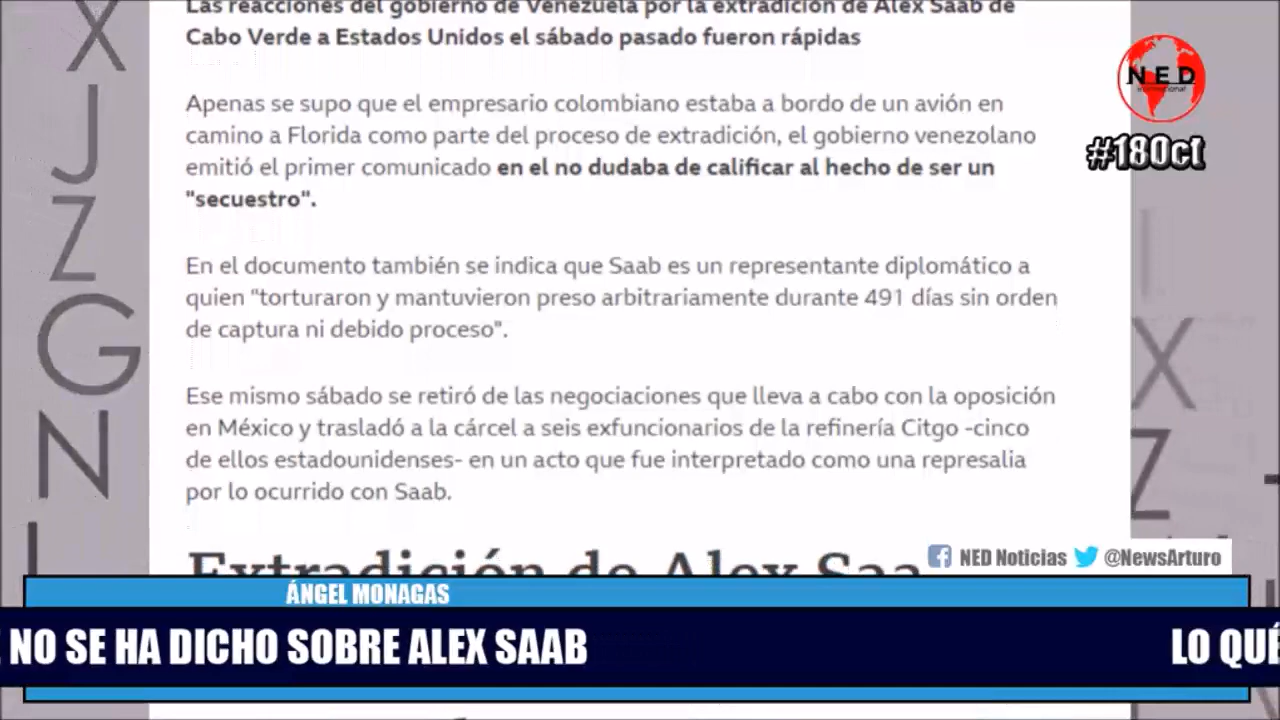 Las reacciones del gobierno de Venezuela por la extradición de Alex Saab de
Cabo Verde a Estados Unidos el sábado pasado fueron rápidas
Apenas se supo que el empresario colombiano estaba a bordo de un avión en
camino a Florida como parte del proceso de extradición, el gobierno venezolano
emitió el primer comunicado en el no dudaba de calificar al hecho de ser un
"secuestro".
En el documento también se indica que Saab es un representante diplomático a
quien "torturaron y mantuvieron preso arbitrariamente durante 491 días sin orden
de captura ni debido proceso".
Ese mismo sábado se retiró de las negociaciones que lleva a cabo con la oposición
en México y trasladó a la cárcel a seis exfuncionarios de la refinería Citgo -cinco
de ellos estadounidenses- en un acto que fue interpretado como una represalia
por lo ocurrido con Saab.
Extradición de Alex Saa
NED
international
#18Oct
NED Noticias @NewsArturo
ÁNGEL MONAGAS
NO SE HA DICHO SOBRE ALEX SAAB
LO QUÉ
X
J
Z
G
N
I
X
Z